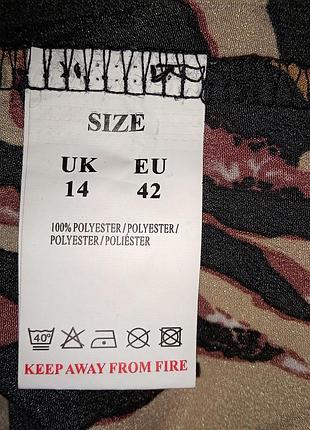 SIZE
UK EU
14 42
100% POLYESTER/POLYESTER/
POLYESTER/POLIÉSTER
40°
KEEP AWAY FROM FIRE